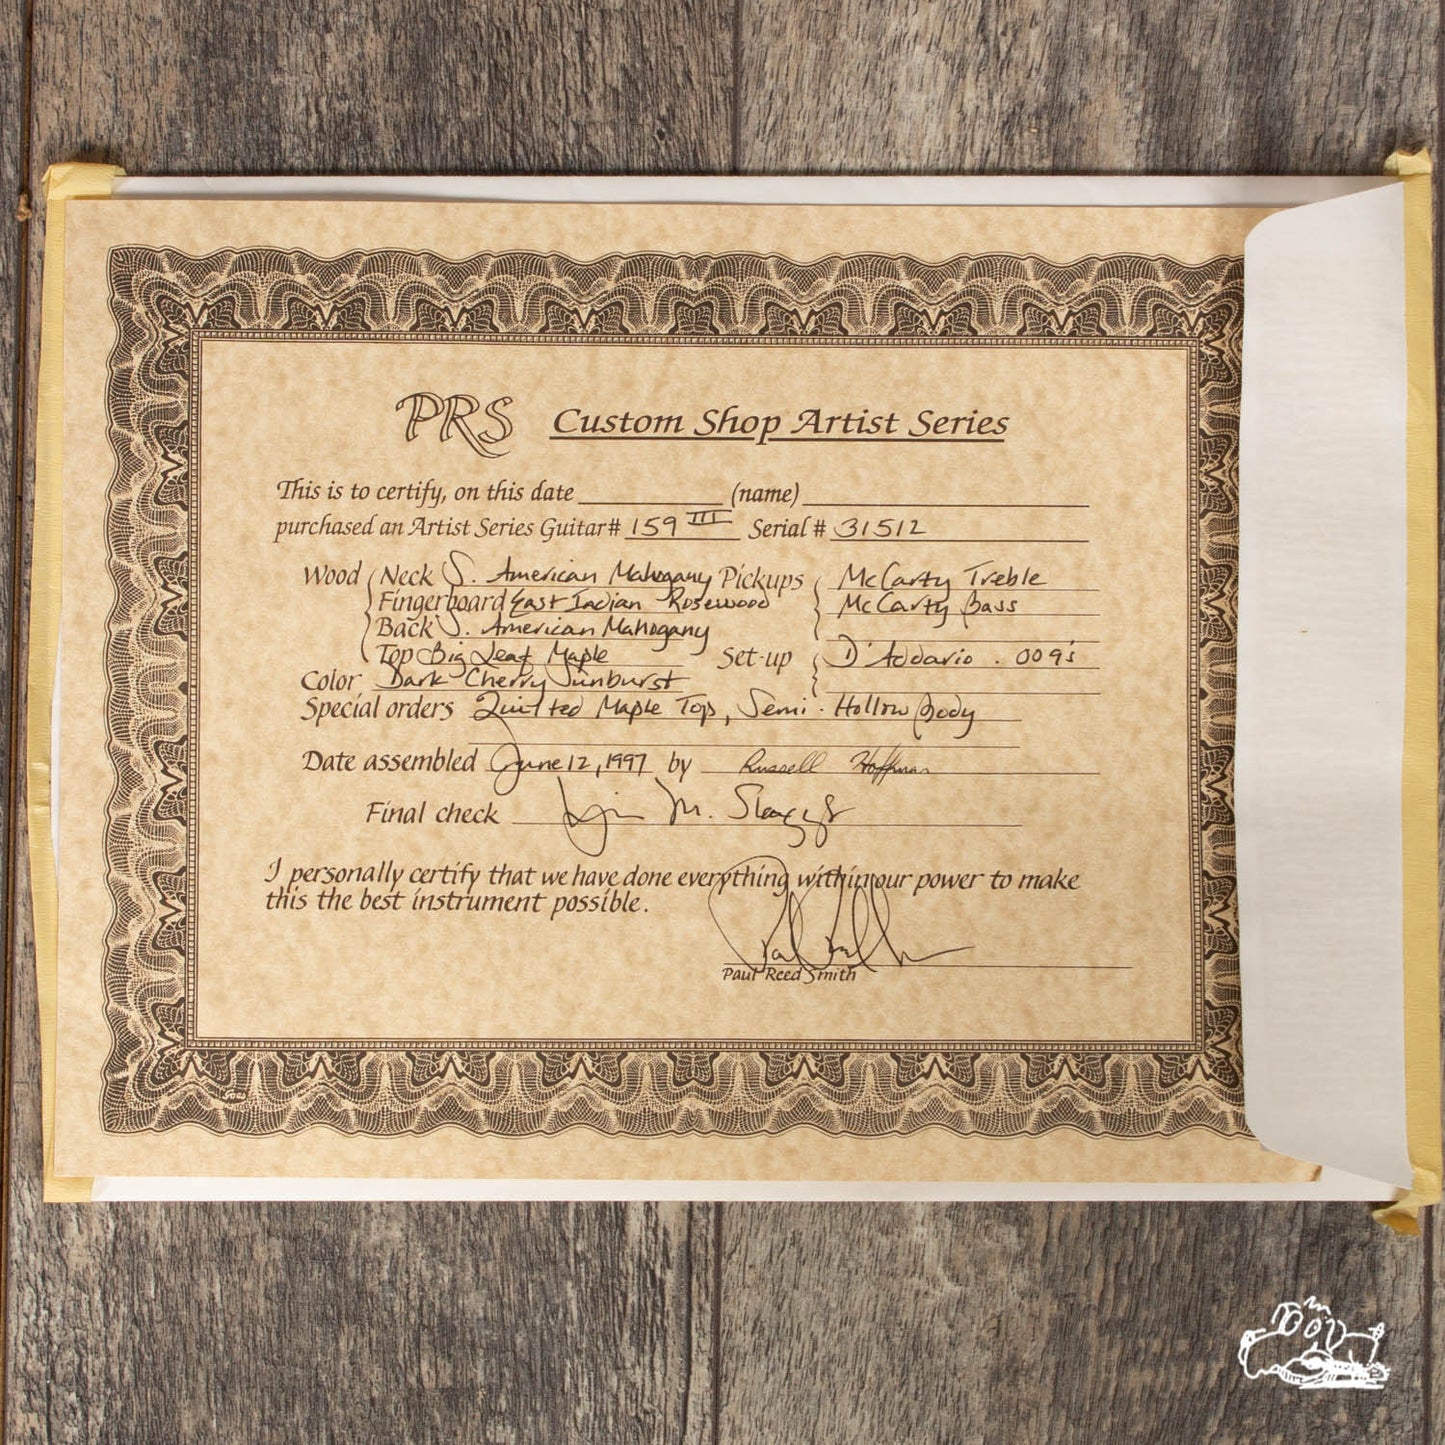 PRS Custom Shop Artist Series
This is to certify, on this date (name)
purchased an Artist Series Guitar# 159 III Serial # 31512
Wood Neck S. American Mahogany Pickups McCarty Treble
Fingerboard East Indian Rosewood McCarty Bass
Back S. American Mahogany
Top Big Leaf Maple Set-up D'Addario . 009's
Color Dark Cherry Sunburst
Special orders Quilted Maple Top, Semi-Hollow Body
Date assembled June 12, 1997 by Russell Hoffman
Final check M.
I personally certify that we have done everything within our power to make
this the best instrument possible.
Paul Reed Smith
Goes